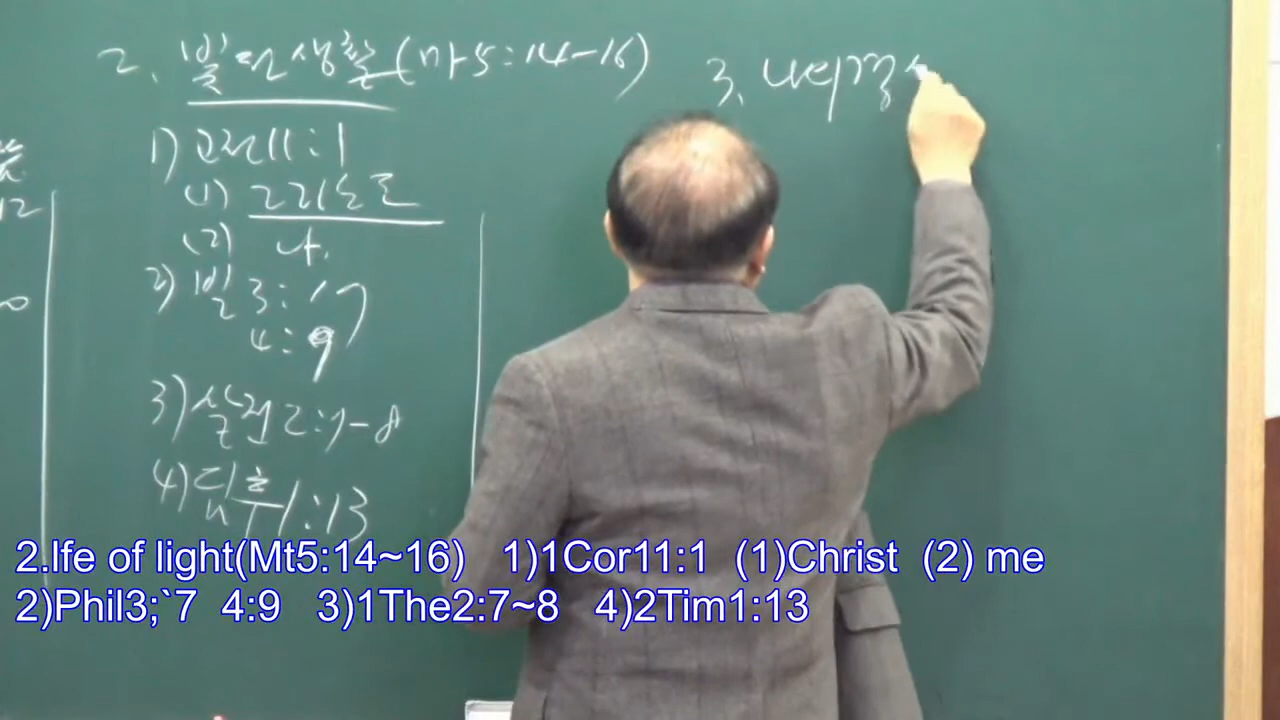 2. 빛된생활(마5:14-16)
1) 고전11:1
(1) 그리스도
(2) 나.
2) 빌 3:17
4:9
3) 살전2:7-8
4) 딤후1:13
3.
12
2.lfe of light(Mt5:14~16) 1)1Cor11:1 (1)Christ (2) me
2)Phil3;`7 4:9 3)1The2:7~8 4)2Tim1:13